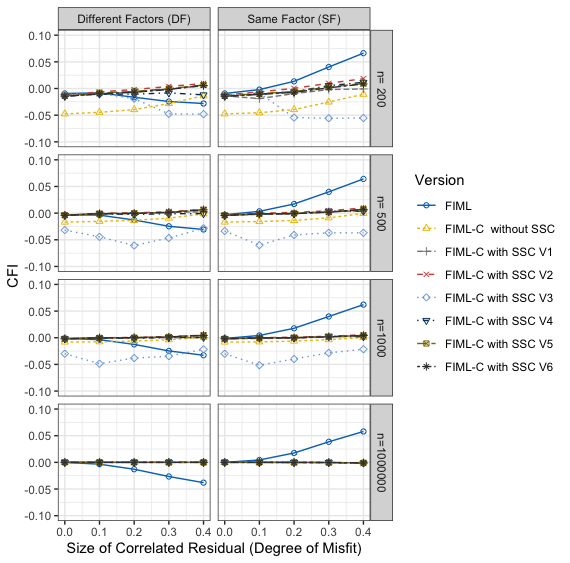 Different Factors (DF)
Same Factor (SF)
0.10
0.05
0.00
-0.05
-0.10
n= 200
0.10
0.05
0.00
-0.05
-0.10
n= 500
0.10
0.05
0.00
-0.05
-0.10
n=1000
0.10
0.05
0.00
-0.05
-0.10
n=1000000
CFI
0.0 0.1 0.2 0.3 0.4
0.0 0.1 0.2 0.3 0.4
Size of Correlated Residual (Degree of Misfit)
Version
FIML
FIML-C without SSC
FIML-C with SSC V1
FIML-C with SSC V2
FIML-C with SSC V3
FIML-C with SSC V4
FIML-C with SSC V5
FIML-C with SSC V6